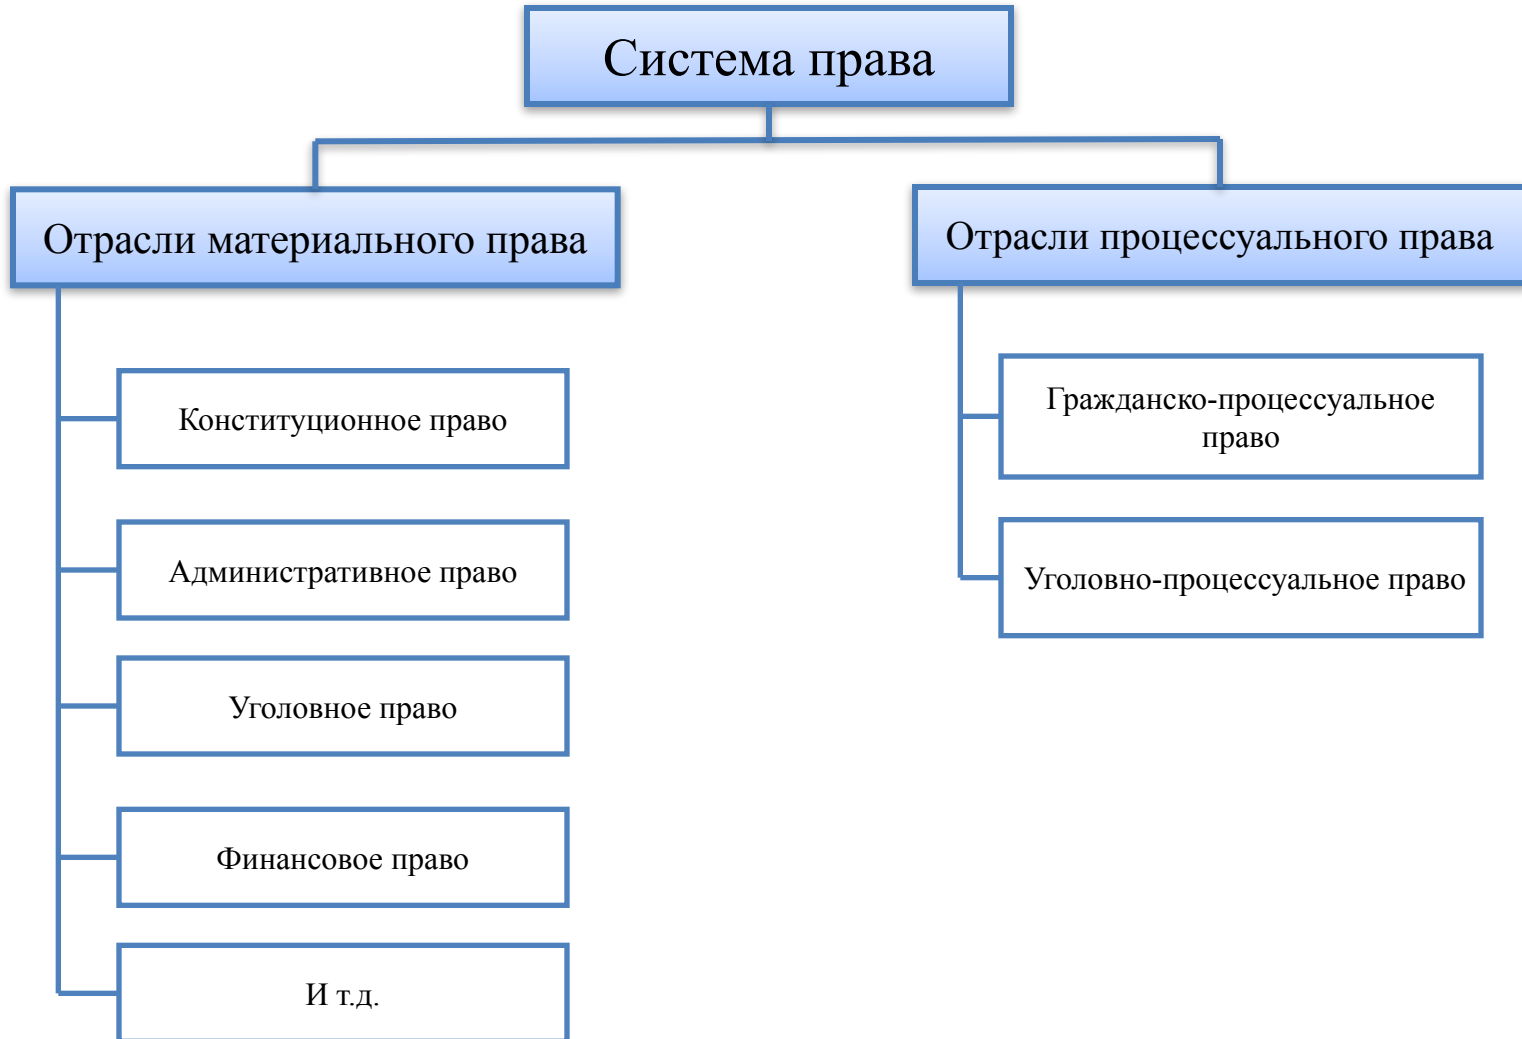 Система права
Отрасли материального права
Конституционное право
Административное право
Уголовное право
Финансовое право
И т.д.
Отрасли процессуального права
Гражданско-процессуальное
право
Уголовно-процессуальное право